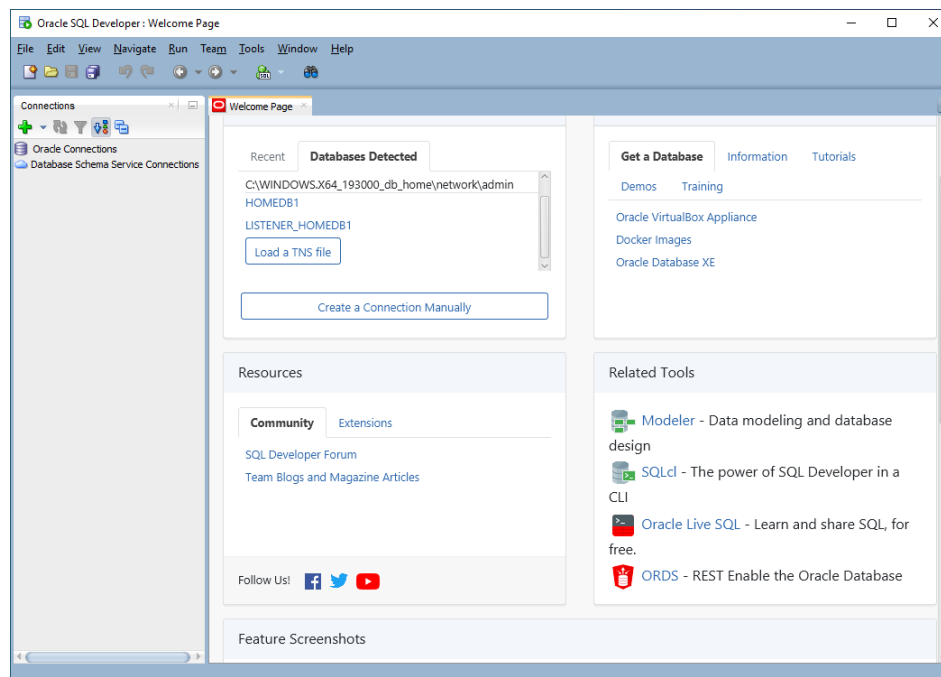 Oracle SQL Developer : Welcome Page
File Edit View Navigate Run Team Tools Window Help
SQL
Connections
Welcome Page
Oracle Connections
Database Schema Service Connections
Recent
Databases Detected
C:\WINDOWS.X64_193000_db_home\network\admin
HOMEDB1
LISTENER_HOMEDB1
Load a TNS file
Create a Connection Manually
Get a Database
Information
Tutorials
Demos
Training
Oracle VirtualBox Appliance
Docker Images
Oracle Database XE
Resources
Community
Extensions
SQL Developer Forum
Team Blogs and Magazine Articles
Follow Us!
Related Tools
Modeler - Data modeling and database
design
SQLcl - The power of SQL Developer in a
CLI
Oracle Live SQL - Learn and share SQL, for
free.
ORDS - REST Enable the Oracle Database
Feature Screenshots